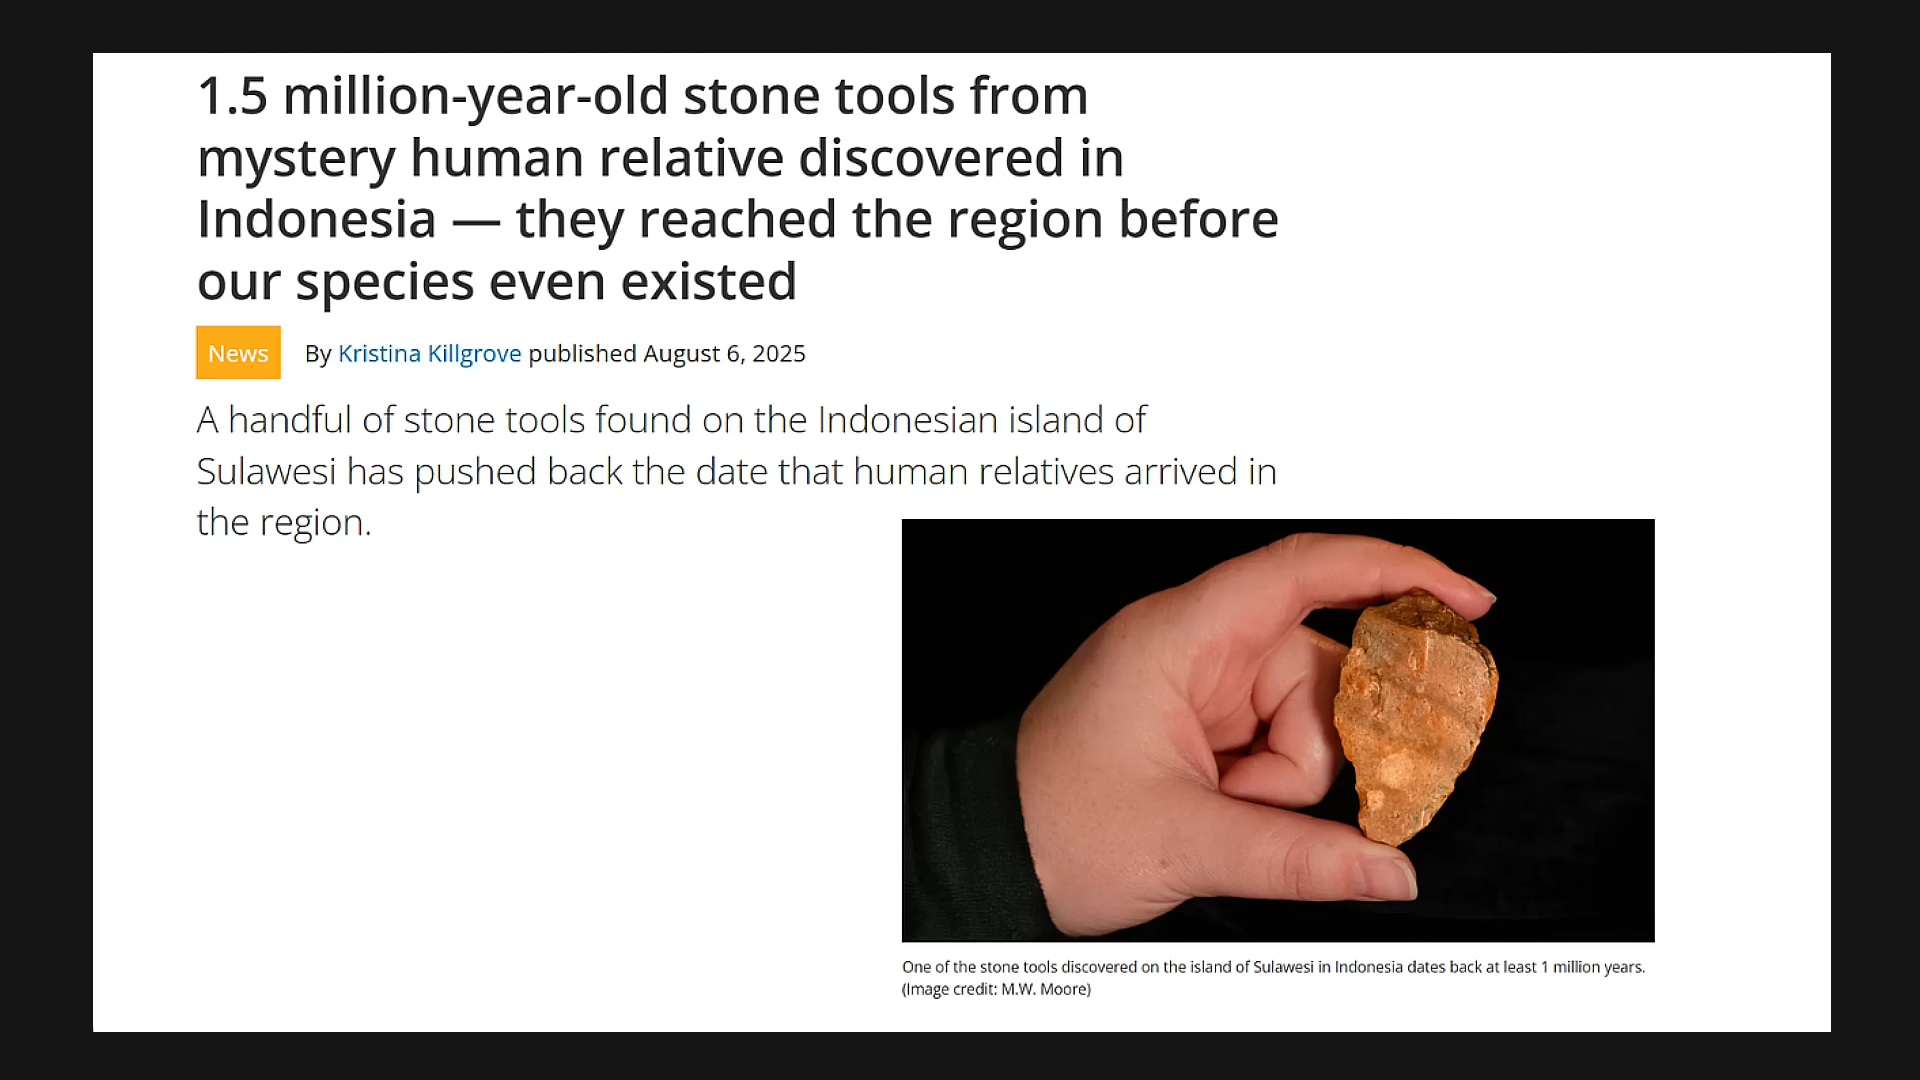 1.5 million-year-old stone tools from
mystery human relative discovered in
Indonesia — they reached the region before
our species even existed
News By Kristina Killgrove published August 6, 2025
A handful of stone tools found on the Indonesian island of
Sulawesi has pushed back the date that human relatives arrived in
the region.
One of the stone tools discovered on the island of Sulawesi in Indonesia dates back at least 1 million years.
(Image credit: M.W. Moore)